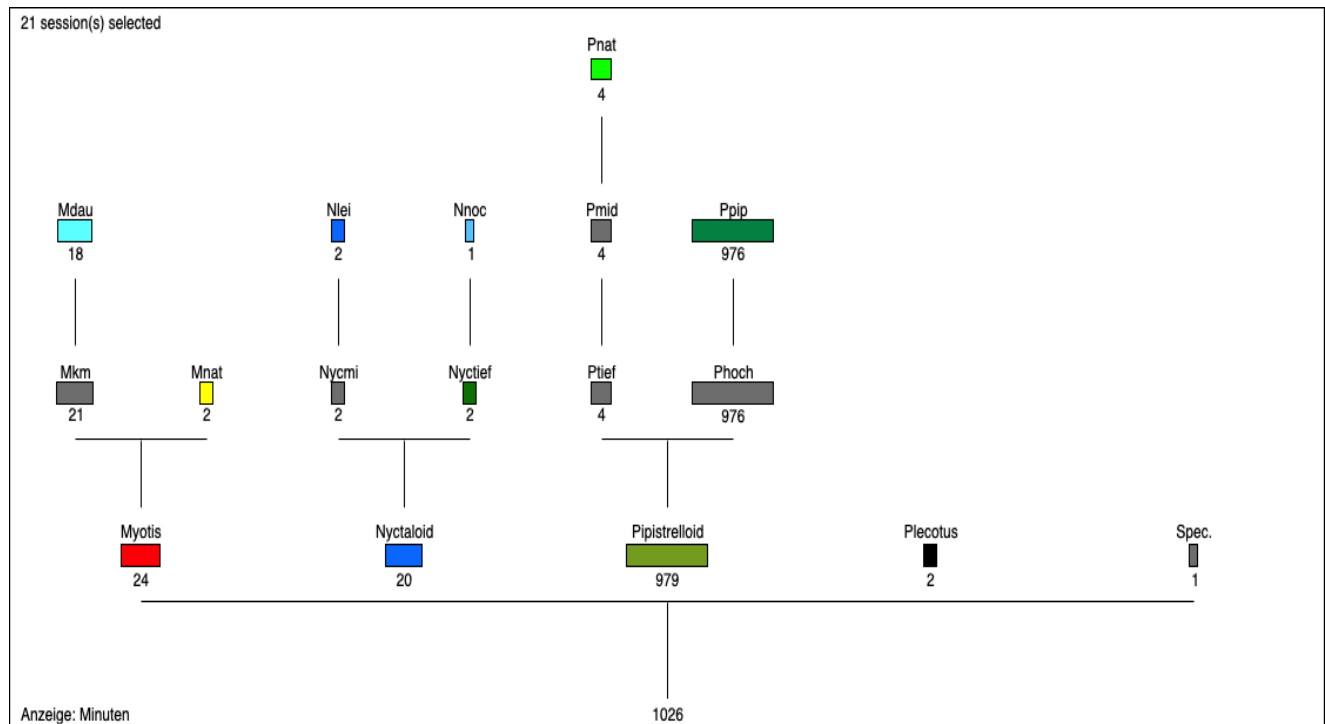 21 session(s) selected
Pnat
4
Mdau Nlei Nnoc Pmid Ppip
18 2 1 4 976
Mkm Mnat Nycmi Nyctief Ptief Phoch
21 2 2 2 4 976
Myotis Nyctaloid Pipistrelloid Plecotus Spec.
24 20 979 2 1
Anzeige: Minuten 1026